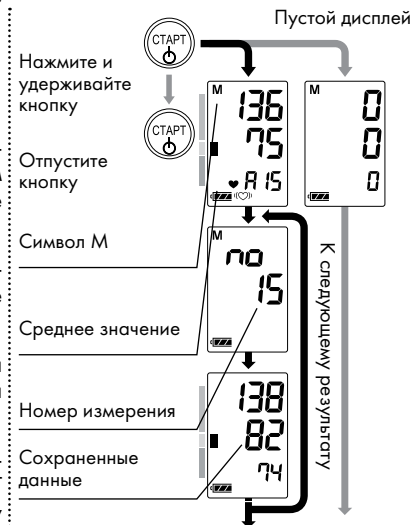 Пустой дисплей
СТАРТ
Нажмите и
удерживайте
кнопку
СТАРТ
Отпустите
кнопку
M
136
75
A 15
M
0
0
0
Символ М
M
no
15
Среднее значение
К следующему результату
Номер измерения
138
82
74
Сохраненные
данные